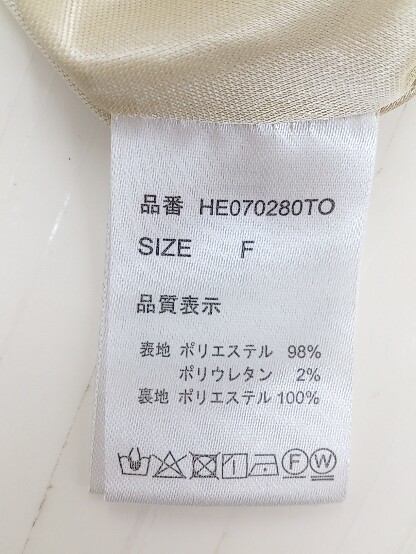 品番 HE070280TO
SIZE F
品質表示
表地 ポリエステル 98%
ポリウレタン 2%
裏地 ポリエステル 100%
F W